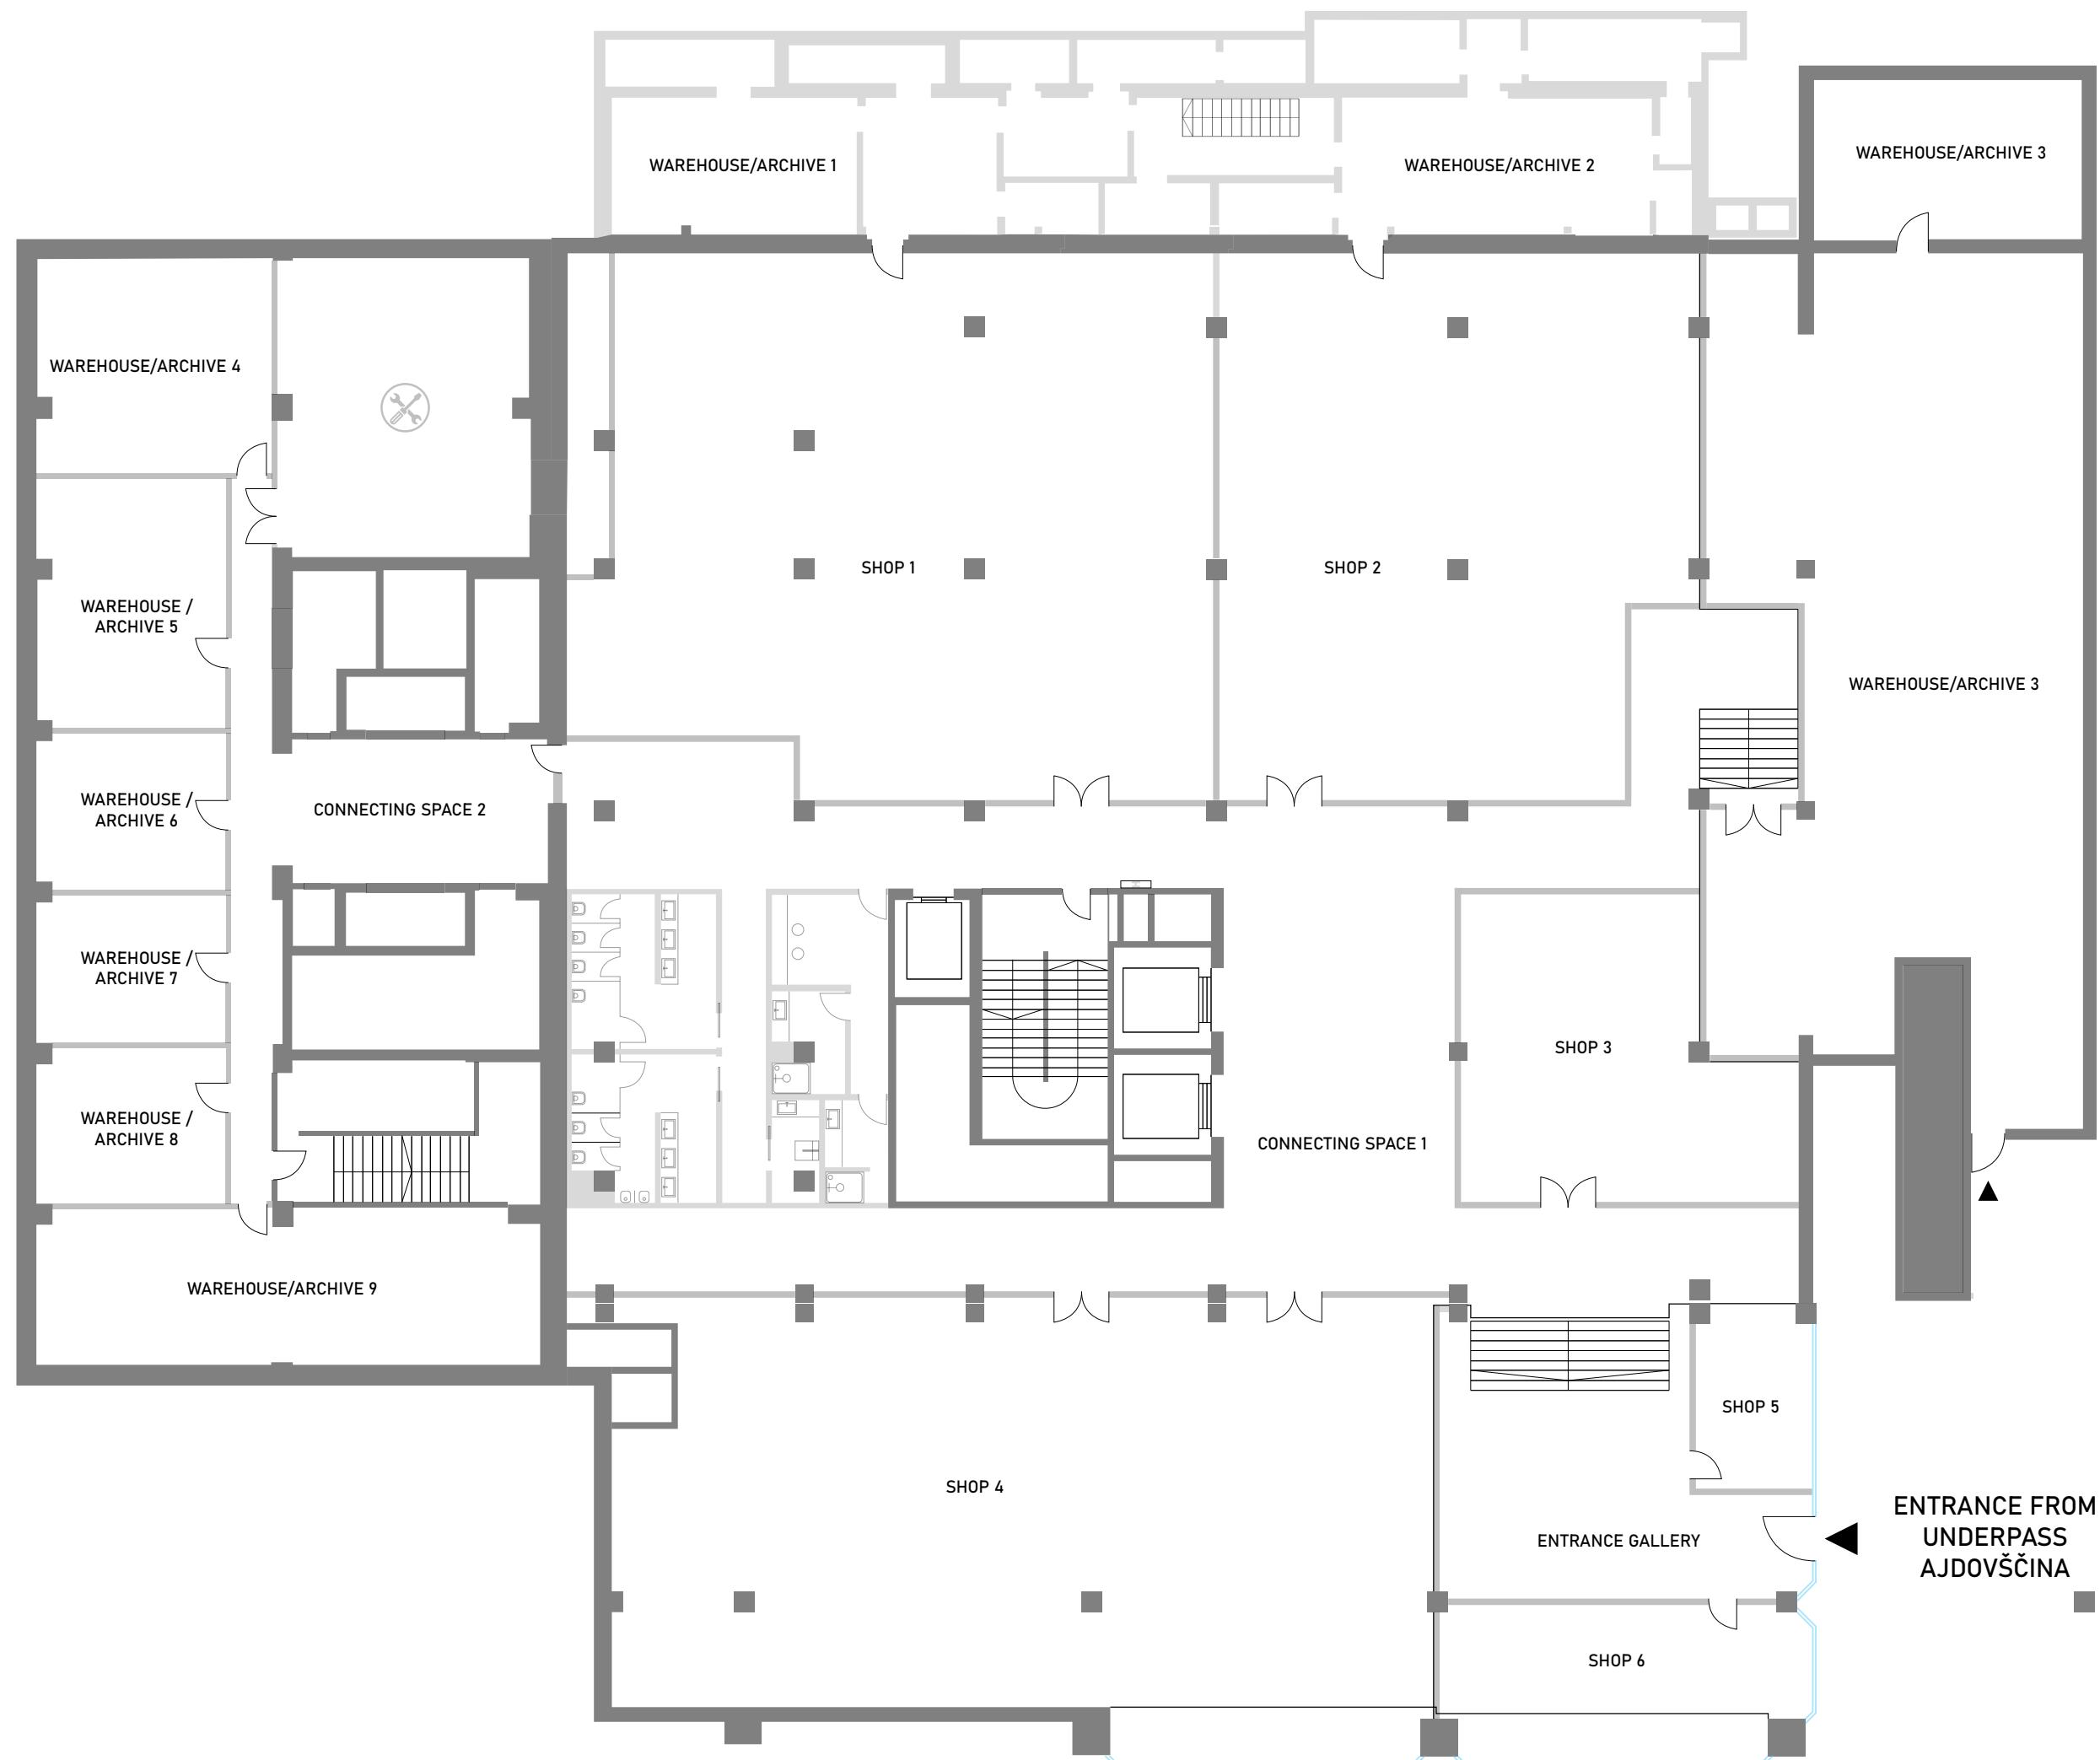 WAREHOUSE/ARCHIVE 1
WAREHOUSE/ARCHIVE 2
WAREHOUSE/ARCHIVE 3
WAREHOUSE/ARCHIVE 4
SHOP 1
SHOP 2
WAREHOUSE /
ARCHIVE 5
WAREHOUSE/ARCHIVE 3
WAREHOUSE /
ARCHIVE 6
CONNECTING SPACE 2
WAREHOUSE /
ARCHIVE 7
SHOP 3
WAREHOUSE /
ARCHIVE 8
CONNECTING SPACE 1
WAREHOUSE/ARCHIVE 9
SHOP 5
SHOP 4
ENTRANCE GALLERY
ENTRANCE FROM
UNDERPASS
AJDOVŠČINA
SHOP 6